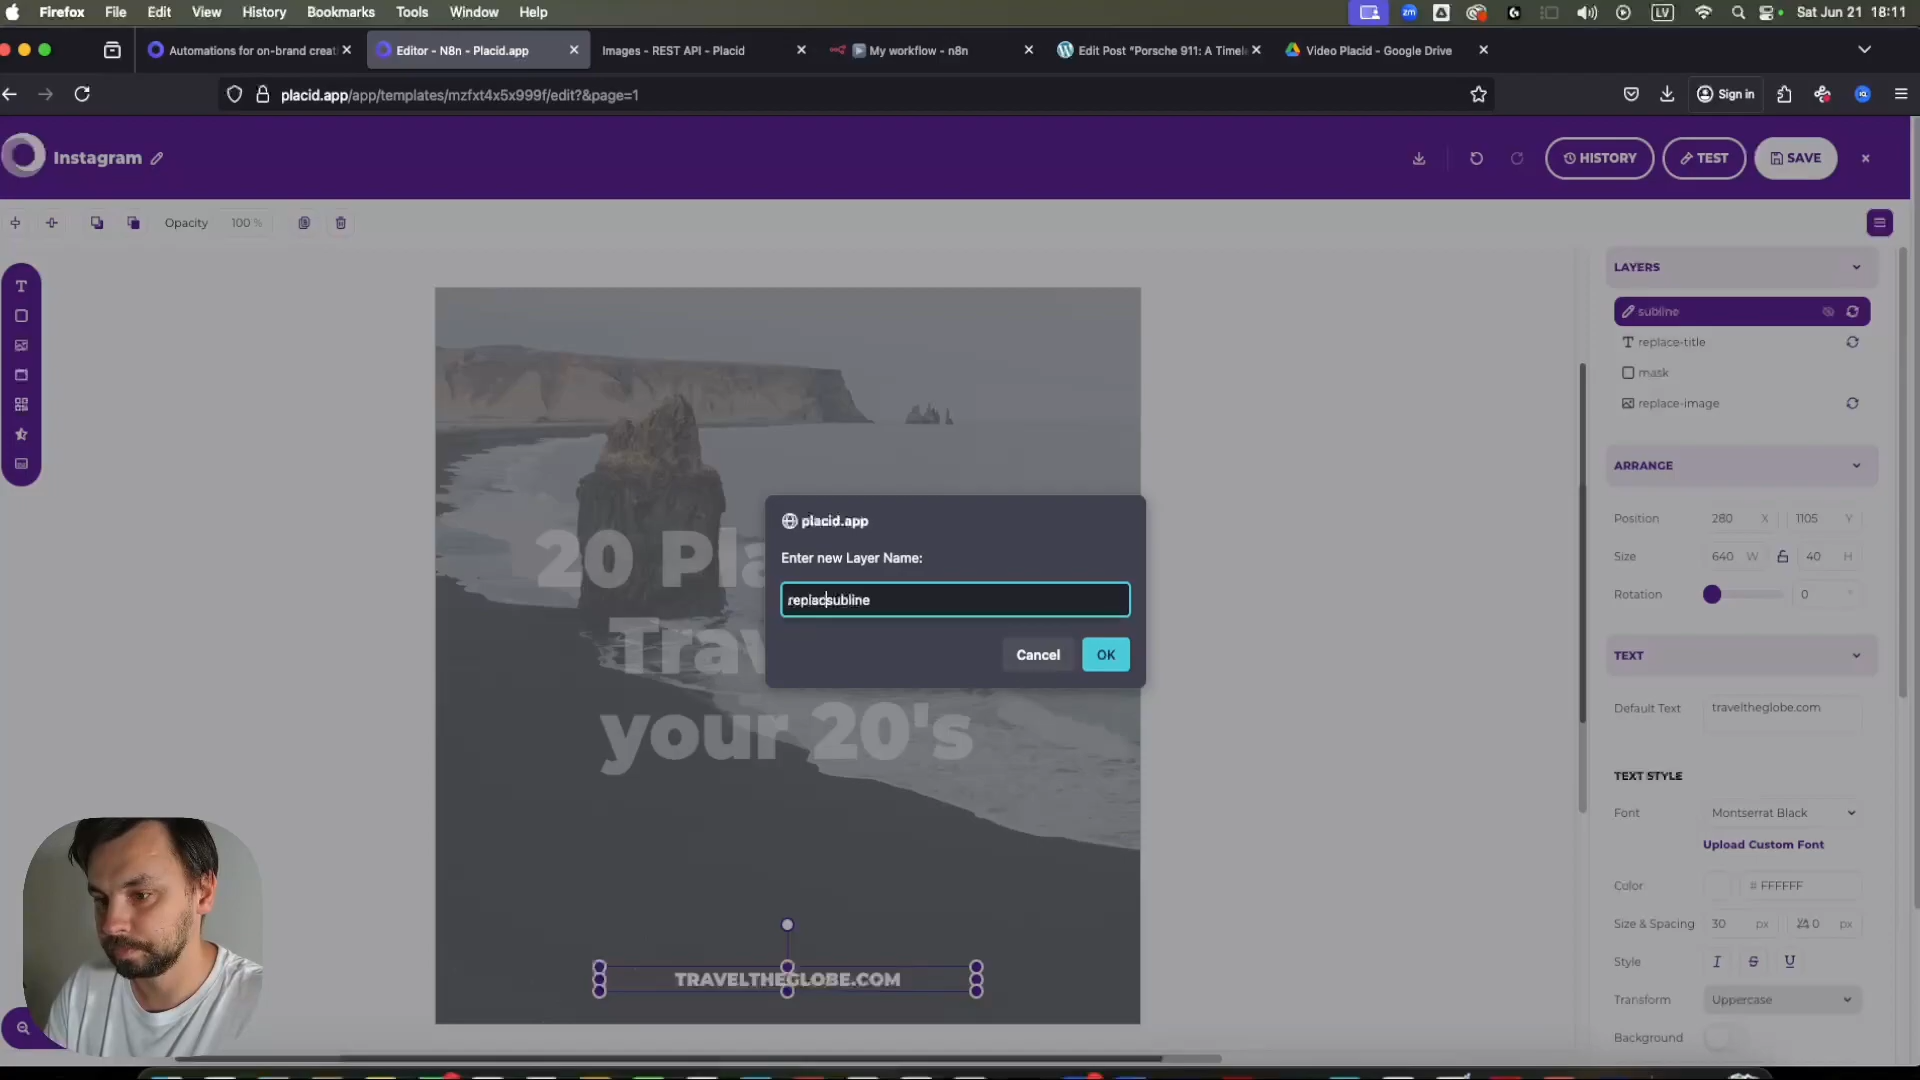 Firefox File Edit View History Bookmarks Tools Window Help
zm LV Sat Jun 21 18:11
Automations for on-brand creat
Editor - N8n - Placid.app
Images - REST API - Placid
My workflow - n8n
Edit Post "Porsche 911: A Timel
Video Placid - Google Drive
placid.app/app/templates/mzfxt4x5x999f/edit?&page=1
Sign in
Instagram
HISTORY
TEST
SAVE
Opacity 100 %
LAYERS
subline
replace-title
mask
replace-image
ARRANGE
Position 280 X 1105 Y
Size 640 W 40 H
Rotation 0 °
TEXT
Default Text traveltheglobe.com
TEXT STYLE
Font Montserrat Black
Upload Custom Font
Color # FFFFFF
Size & Spacing 30 px VA 0 px
Style I S U
Transform Uppercase
Background
20 Pla
Trav
your 20's
TRAVELTHEGLOBE.COM
placid.app
Enter new Layer Name:
replacsubline
Cancel OK